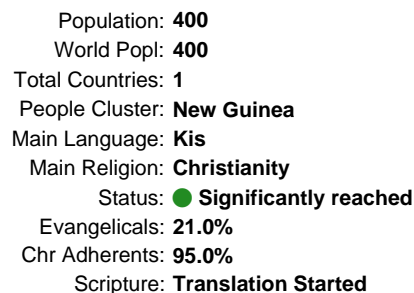 Population: 400
World Popl: 400
Total Countries: 1
People Cluster: New Guinea
Main Language: Kis
Main Religion: Christianity
Status: Significantly reached
Evangelicals: 21.0%
Chr Adherents: 95.0%
Scripture: Translation Started